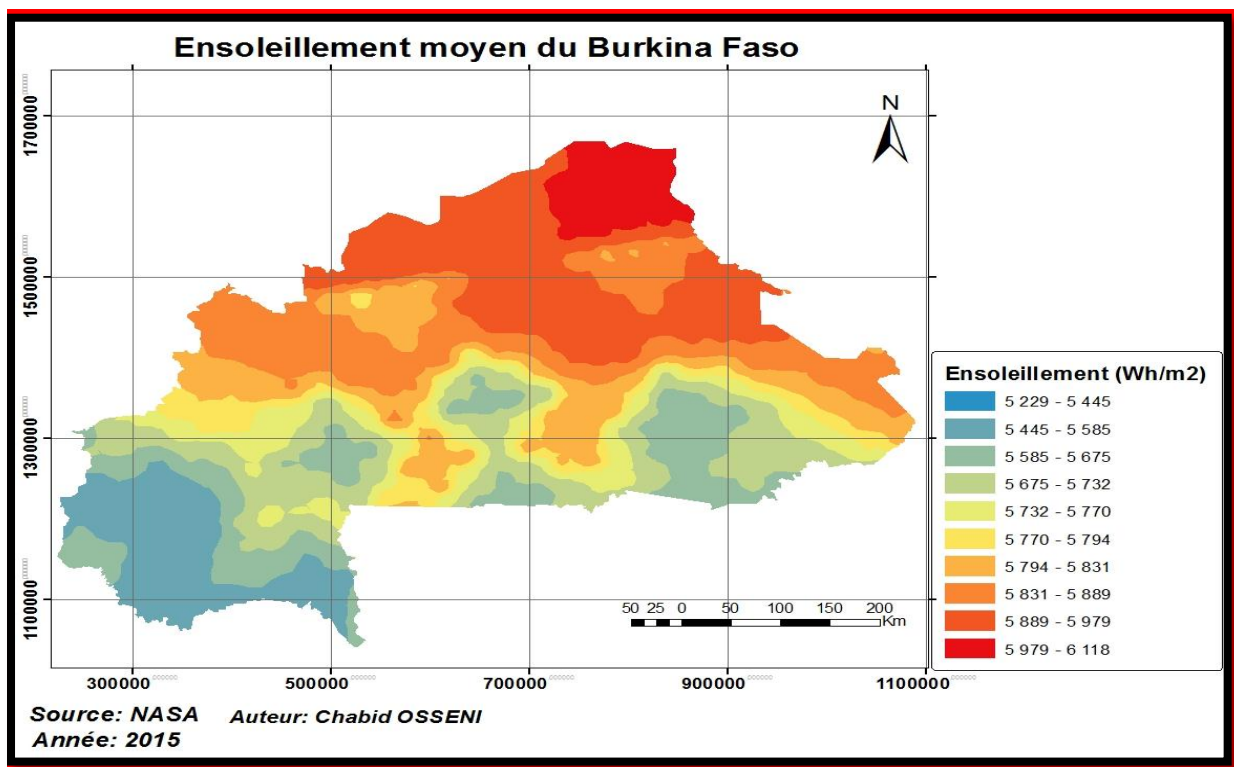 Ensoleillement moyen du Burkina Faso
N
1700000
1500000
1300000
1100000
300000 500000 700000 900000 1100000
50 25 0 50 100 150 200
Km
Ensoleillement (Wh/m2)
5 229 - 5 445
5 445 - 5 585
5 585 - 5 675
5 675 - 5 732
5 732 - 5 770
5 770 - 5 794
5 794 - 5 831
5 831 - 5 889
5 889 - 5 979
5 979 - 6 118
Source: NASA Auteur: Chabid OSSENI
Année: 2015